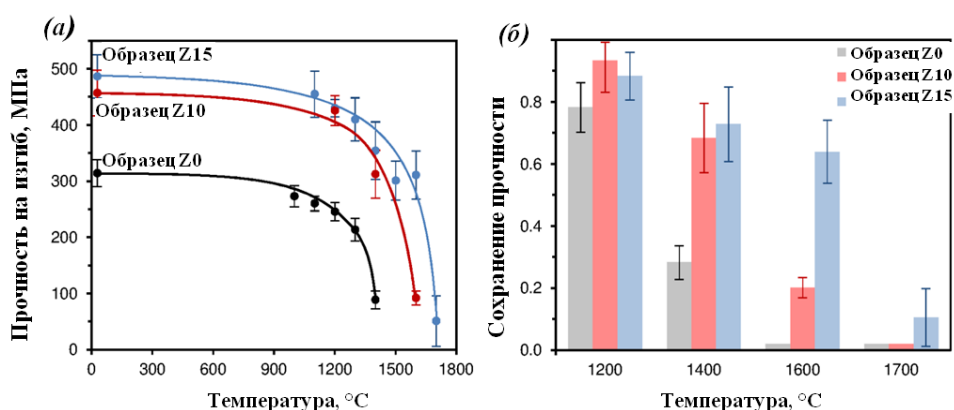 (а)
Прочность на изгиб, МПа
500
400
300
200
100
0
Образец Z15
Образец Z10
Образец Z0
0 300 600 900 1200 1500 1800
Температура, °C
(б)
Сохранение прочности
0.8
0.6
0.4
0.2
0
Образец Z0
Образец Z10
Образец Z15
1200 1400 1600 1700
Температура, °C